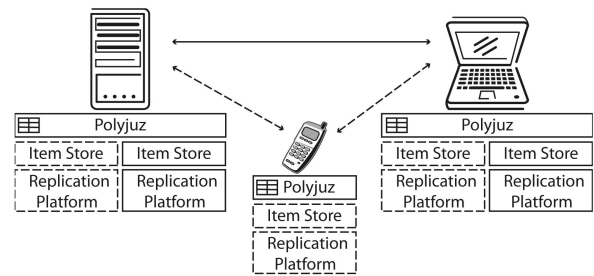 Polyjuz
Item Store
Item Store
Replication
Platform
Replication
Platform
Polyjuz
Item Store
Replication
Platform
Polyjuz
Item Store
Item Store
Replication
Platform
Replication
Platform